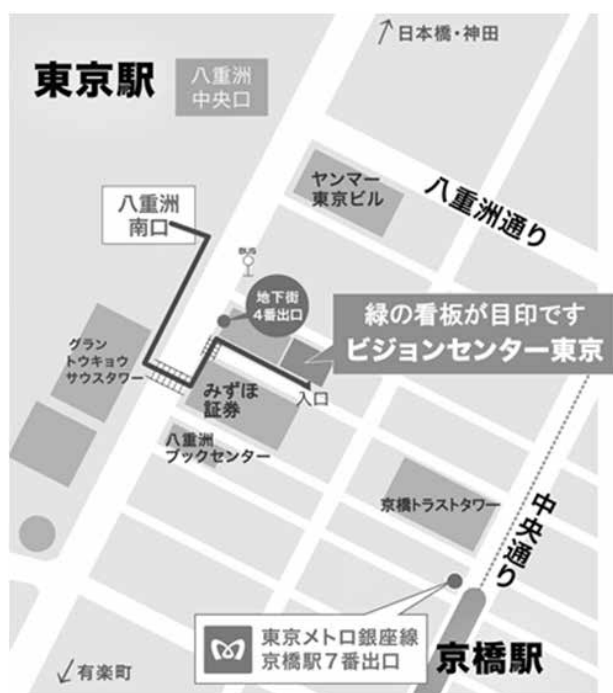 日本橋・神田
東京駅
八重洲
中央口
ヤンマー
東京ビル
八重洲通り
八重洲
南口
BUS
地下街
4番出口
緑の看板が目印です
ビジョンセンター東京
グラン
トウキョウ
サウスタワー
みずほ
証券
入口
八重洲
ブックセンター
京橋トラストタワー
中央通り
東京メトロ銀座線
京橋駅7番出口
京橋駅
有楽町